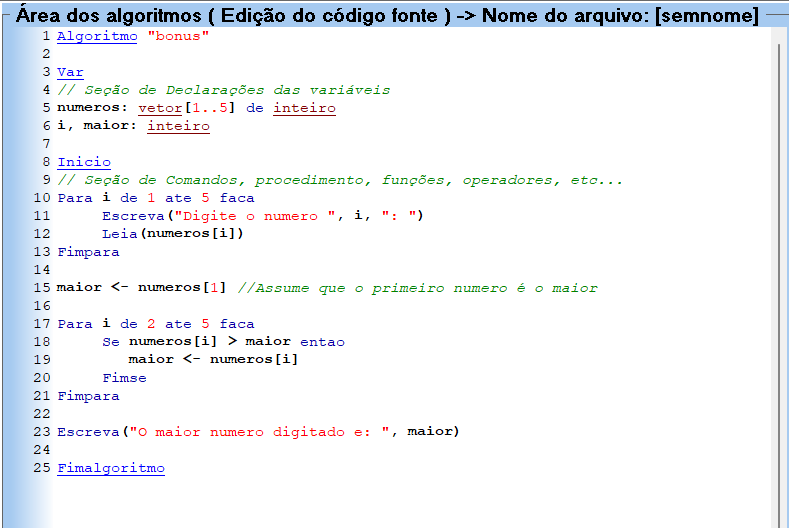 Área dos algoritmos ( Edição do código fonte ) -> Nome do arquivo: [semnome]
1 Algoritmo "bonus"
2
3 Var
4 // Seção de Declarações das variáveis
5 numeros: vetor[1..5] de inteiro
6 i, maior: inteiro
7
8 Inicio
9 // Seção de Comandos, procedimento, funções, operadores, etc...
10 Para i de 1 ate 5 faca
11 Escreva("Digite o numero ", i, ": ")
12 Leia(numeros[i])
13 Fimpara
14
15 maior <- numeros[1] //Assume que o primeiro numero é o maior
16
17 Para i de 2 ate 5 faca
18 Se numeros[i] > maior entao
19 maior <- numeros[i]
20 Fimse
21 Fimpara
22
23 Escreva("O maior numero digitado e: ", maior)
24
25 Fimalgoritmo